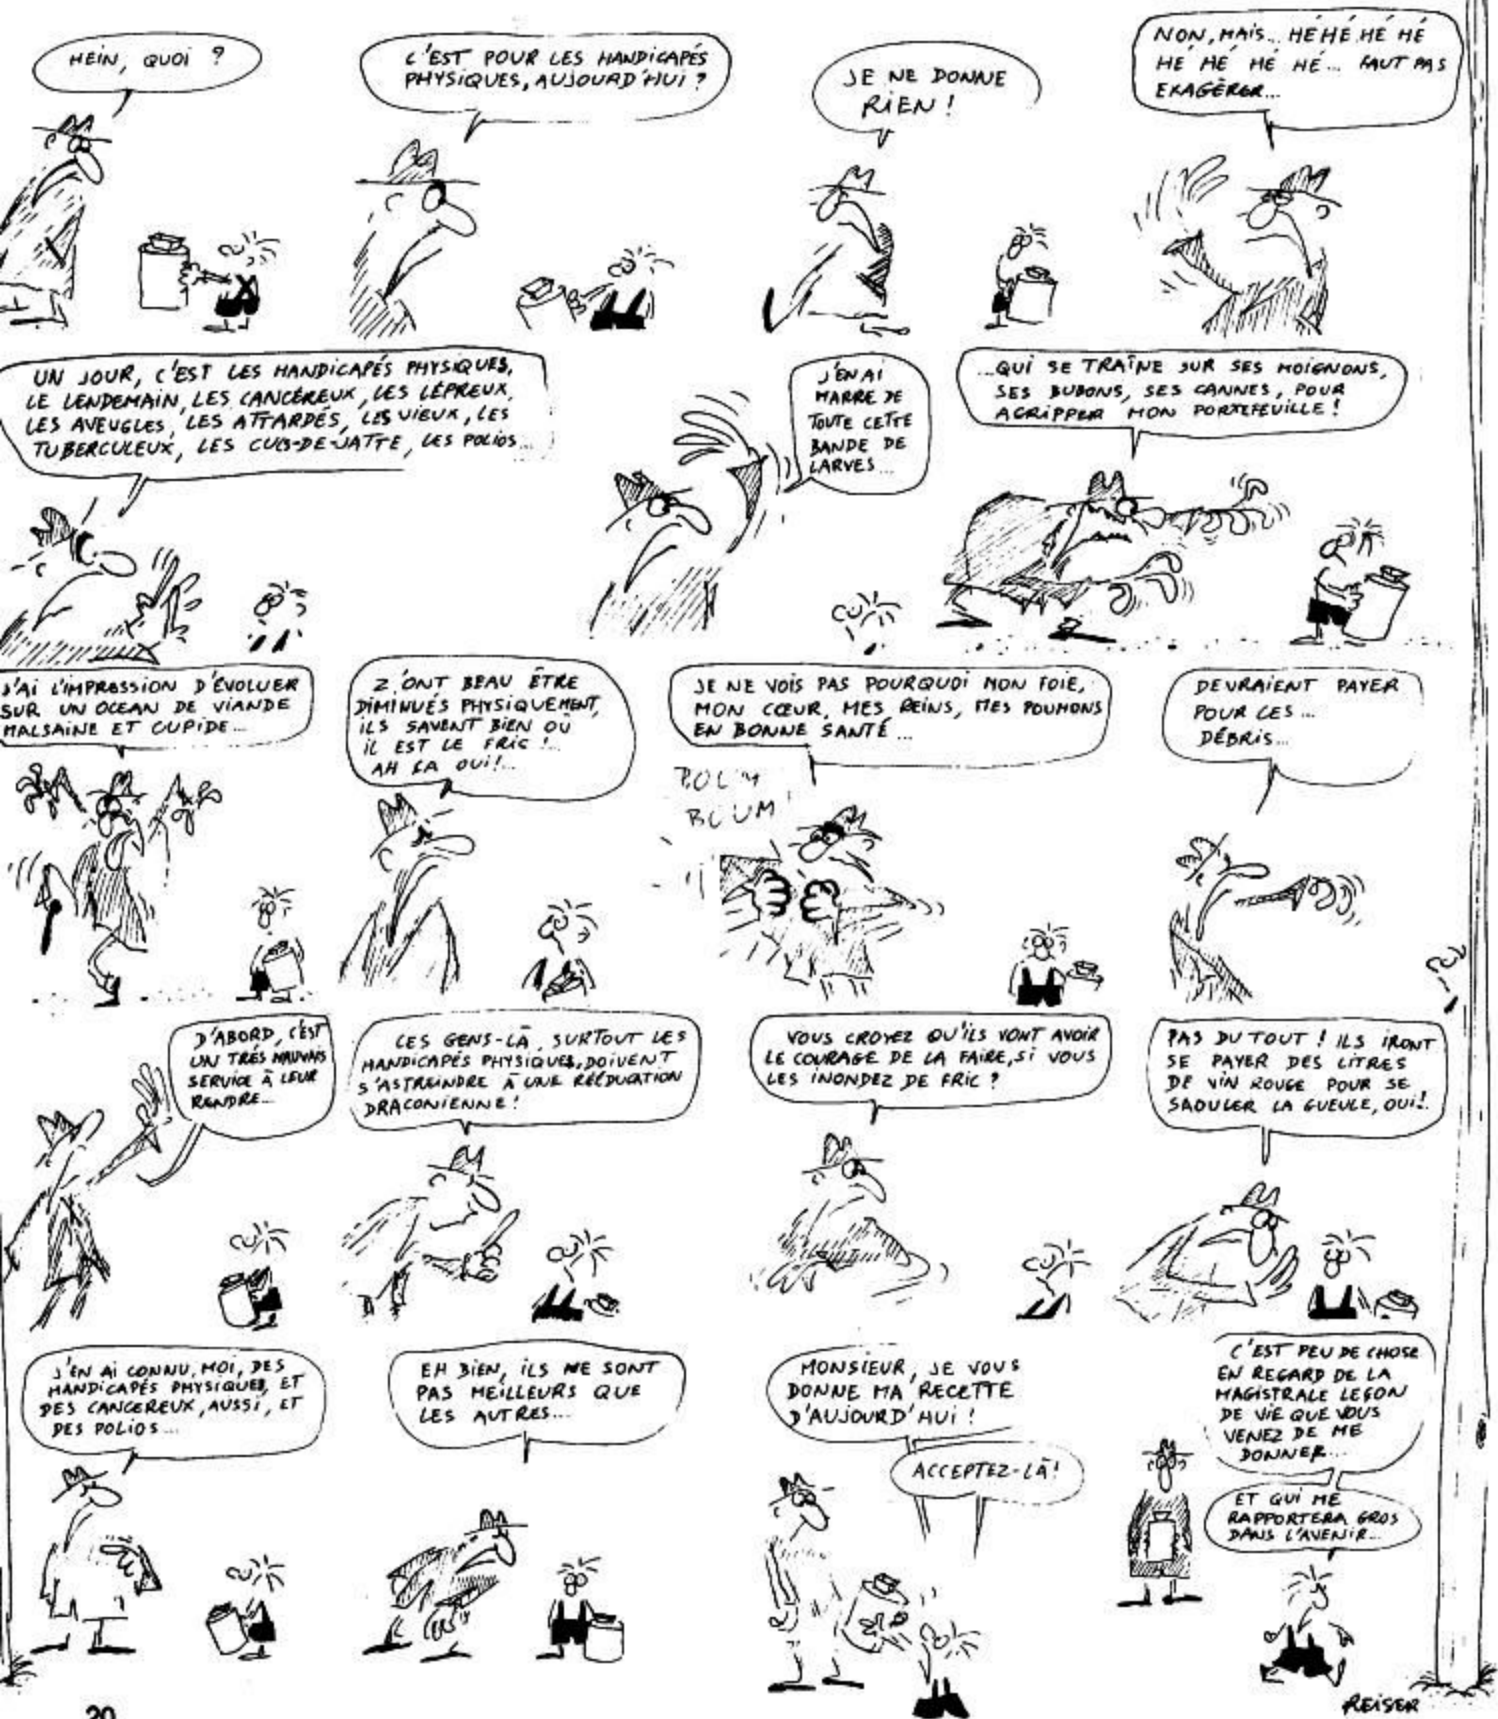 HEIN, QUOI ?
C'EST POUR LES HANDICAPÉS
PHYSIQUES, AUJOURD'HUI ?
JE NE DONNE
RIEN !
NON, MAIS... HÉ HÉ HÉ HÉ
HÉ HÉ HÉ HÉ... FAUT PAS
EXAGÉRER...
UN JOUR, C'EST LES HANDICAPÉS PHYSIQUES,
LE LENDEMAIN, LES CANCÉREUX, LES LÉPREUX,
LES AVEUGLES, LES ATTARDÉS, LES VIEUX, LES
TUBERCULEUX, LES CULS-DE-JATTE, LES POLIOS...
J'EN AI
MARRE DE
TOUTE CETTE
BANDE DE
LARVES...
...QUI SE TRAÎNE SUR SES MOIGNONS,
SES BUBONS, SES CANNES, POUR
AGRIPPER MON PORTEFEUILLE !
J'AI L'IMPRESSION D'ÉVOLUER
SUR UN OCEAN DE VIANDE
MALSAINE ET CUPIDE...
Z'ONT BEAU ÊTRE
DIMINUÉS PHYSIQUEMENT,
ILS SAVENT BIEN OÙ
IL EST LE FRIC !...
AH ÇA OUI !...
JE NE VOIS PAS POURQUOI MON FOIE,
MON CŒUR, MES REINS, MES POUMONS
EN BONNE SANTÉ...
BOUM
BOUM !
DEVRAIENT PAYER
POUR CES...
DÉBRIS...
D'ABORD, C'EST
UN TRÉS MAUVAIS
SERVICE À LEUR
RENDRE...
CES GENS-LÀ, SURTOUT LES
HANDICAPÉS PHYSIQUES, DOIVENT
S'ASTREINDRE À UNE RÉÉDUCATION
DRACONIENNE !
VOUS CROYEZ QU'ILS VONT AVOIR
LE COURAGE DE LA FAIRE, SI VOUS
LES INONDEZ DE FRIC ?
PAS DU TOUT ! ILS IRONT
SE PAYER DES LITRES
DE VIN ROUGE POUR SE
SAOULER LA GUEULE, OUI !..
J'EN AI CONNU, MOI, DES
HANDICAPÉS PHYSIQUES, ET
DES CANCEREUX, AUSSI, ET
DES POLIOS...
EH BIEN, ILS NE SONT
PAS MEILLEURS QUE
LES AUTRES...
MONSIEUR, JE VOUS
DONNE MA RECETTE
D'AUJOURD'HUI !
ACCEPTEZ-LÀ !
C'EST PEU DE CHOSE
EN REGARD DE LA
MAGISTRALE LEÇON
DE VIE QUE VOUS
VENEZ DE ME
DONNER...
ET QUI ME
RAPPORTERA GROS
DANS L'AVENIR...
REISER
20